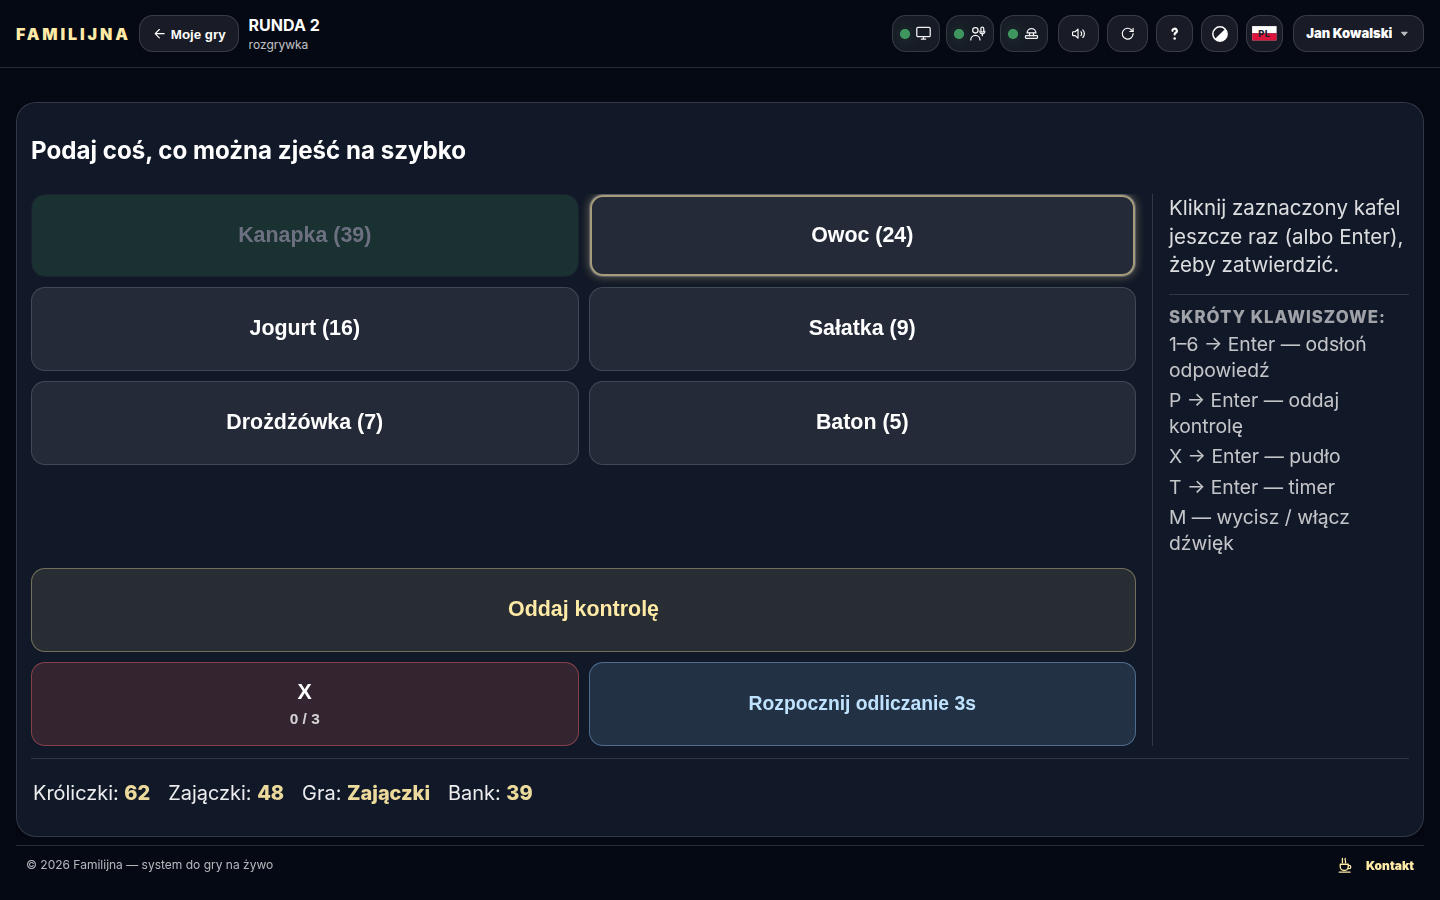 FAMILIJNA
← Moje gry
RUNDA 2
rozgrywka
?
PL
Jan Kowalski
Podaj coś, co można zjeść na szybko
Kanapka (39)
Owoc (24)
Jogurt (16)
Sałatka (9)
Drożdżówka (7)
Baton (5)
Oddaj kontrolę
X
0 / 3
Rozpocznij odliczanie 3s
Kliknij zaznaczony kafel
jeszcze raz (albo Enter),
żeby zatwierdzić.
SKRÓTY KLAWISZOWE:
1–6 → Enter — odsłoń
odpowiedź
P → Enter — oddaj
kontrolę
X → Enter — pudło
T → Enter — timer
M — wycisz / włącz
dźwięk
Króliczki: 62 Zajączki: 48 Gra: Zajączki Bank: 39
© 2026 Familijna — system do gry na żywo
Kontakt